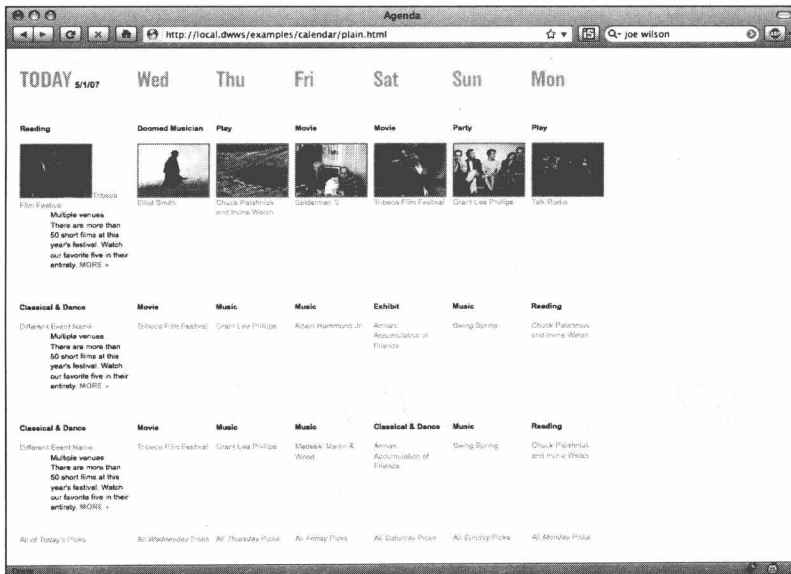 Agenda
http://local.dwws/examples/calendar/plain.html
joe wilson
TODAY 5/1/07 Wed Thu Fri Sat Sun Mon
Reading Doomed Musician Play Movie Movie Party Play
Tribeca
Film Festival Elliot Smith Chuck Palahniuk Spiderman 3 Tribeca Film Festival Grant Lee Phillips Talk Radio
and Irvine Welsh
Multiple venues
There are more than
50 short films at this
year's festival. Watch
our favorite five in their
entirety. MORE »
Classical & Dance Movie Music Music Exhibit Music Reading
Different Event Name Tribeca Film Festival Grant Lee Phillips Albert Hammond Jr. Arman: Swing Spring Chuck Palahniuk
Accumulation of and Irvine Welsh
Friends
Multiple venues
There are more than
50 short films at this
year's festival. Watch
our favorite five in their
entirety. MORE »
Classical & Dance Movie Music Music Classical & Dance Music Reading
Different Event Name Tribeca Film Festival Grant Lee Phillips Medeski Martin & Arman: Swing Spring Chuck Palahniuk
Wood Accumulation of and Irvine Welsh
Friends
Multiple venues
There are more than
50 short films at this
year's festival. Watch
our favorite five in their
entirety. MORE »
All of Today's Picks All Wednesday Picks All Thursday Picks All Friday Picks All Saturday Picks All Sunday Picks All Monday Picks
Done